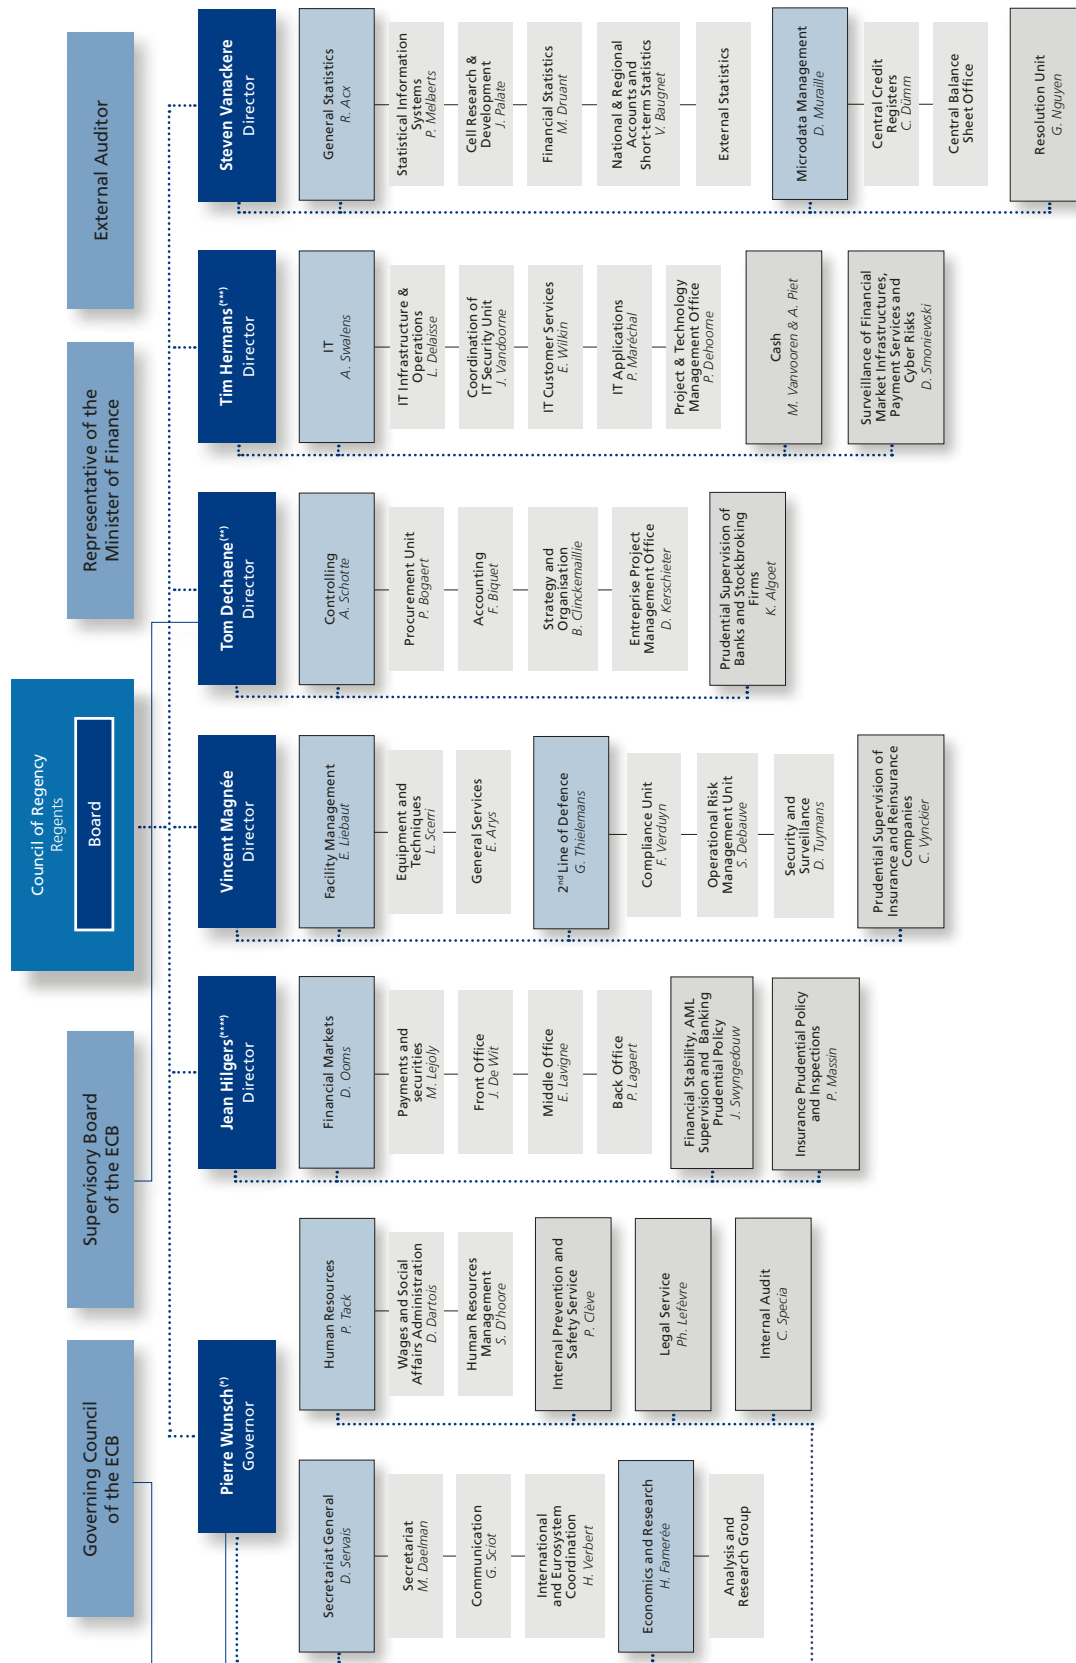 Governing Council
of the ECB
Supervisory Board
of the ECB
Council of Regency
Regents
Board
Representative of the
Minister of Finance
External Auditor
Pierre Wunsch(*)
Governor
Secretariat General
D. Servais
Secretariat
M. Daelman
Communication
G. Sciot
International
and Eurosystem
Coordination
H. Verbert
Economics and Research
H. Famerée
Analysis and
Research Group
Human Resources
P. Tack
Wages and Social
Affairs Administration
D. Dartois
Human Resources
Management
S. D'hoore
Internal Prevention and
Safety Service
P. Clève
Legal Service
Ph. Lefèvre
Internal Audit
C. Specia
Jean Hilgers(****)
Director
Financial Markets
D. Ooms
Payments and
securities
M. Lejoly
Front Office
J. De Wit
Middle Office
E. Lavigne
Back Office
P. Lagaert
Financial Stability, AML
Supervision and Banking
Prudential Policy
J. Swyngedouw
Insurance Prudential Policy
and Inspections
P. Massin
Vincent Magnée
Director
Facility Management
E. Liebaut
Equipment and
Techniques
L. Scerri
General Services
E. Arys
2nd Line of Defence
G. Thielemans
Compliance Unit
F. Verduyn
Operational Risk
Management Unit
S. Debauve
Security and
Surveillance
D. Tuymans
Prudential Supervision of
Insurance and Reinsurance
Companies
C. Vynckier
Tom Dechaene(**)
Director
Controlling
A. Schotte
Procurement Unit
P. Bogaert
Accounting
F. Biquet
Strategy and
Organisation
B. Clinckemaillie
Entreprise Project
Management Office
D. Kerschieter
Prudential Supervision of
Banks and Stockbroking
Firms
K. Algoet
Tim Hermans(***)
Director
IT
A. Swalens
IT Infrastructure &
Operations
L. Delaisse
Coordination of
IT Security Unit
J. Vandoorne
IT Customer Services
E. Wilkin
IT Applications
P. Maréchal
Project & Technology
Management Office
P. Dehoorne
Cash
M. Vanvooren & A. Piet
Surveillance of Financial
Market Infrastructures,
Payment Services and
Cyber Risks
D. Smoniewski
Steven Vanackere
Director
General Statistics
R. Acx
Statistical Information
Systems
P. Mellaerts
Cell Research &
Development
J. Palate
Financial Statistics
M. Druant
National & Regional
Accounts and
Short-term Statistics
V. Baugnet
External Statistics
Microdata Management
D. Muraille
Central Credit
Registers
C. Dümm
Central Balance
Sheet Office
Resolution Unit
G. Nguyen